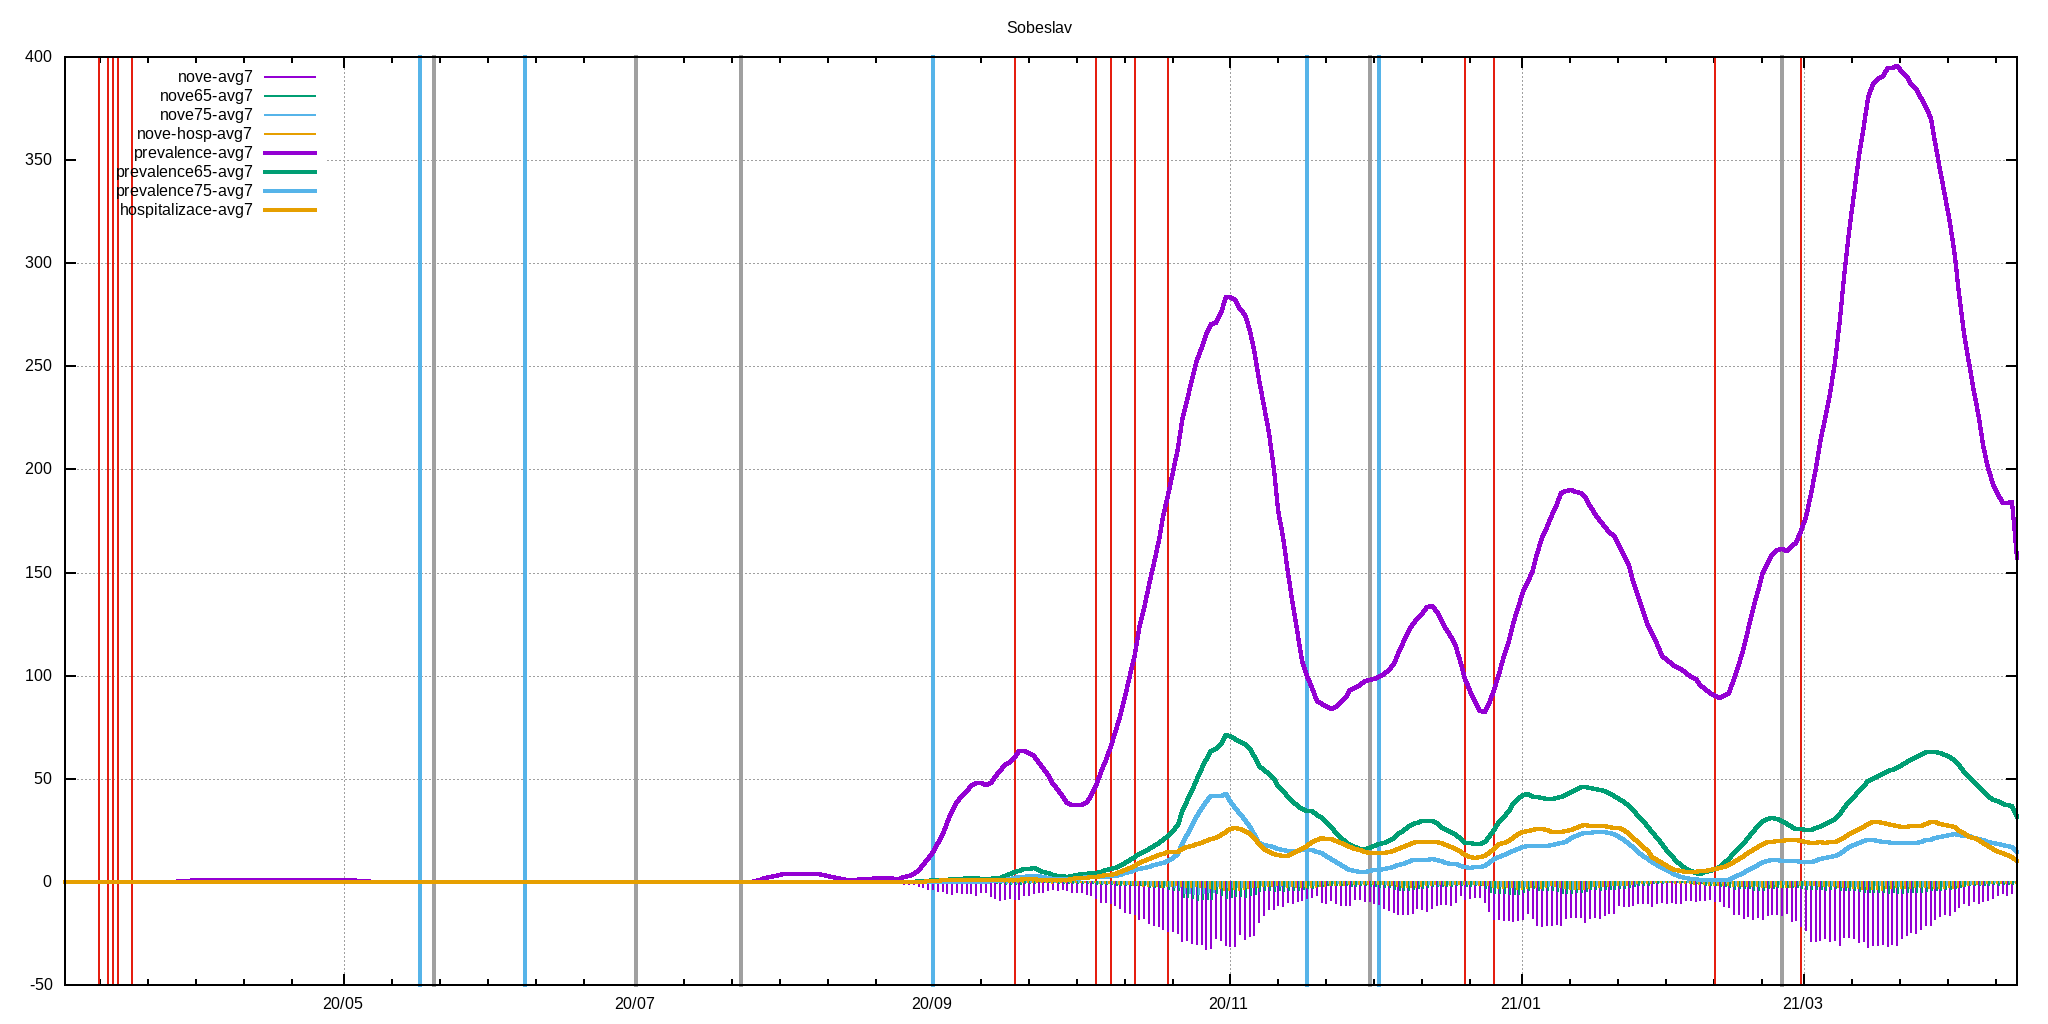 Sobeslav
400
350
300
250
200
150
100
50
0
-50
nove-avg7
nove65-avg7
nove75-avg7
nove-hosp-avg7
prevalence-avg7
prevalence65-avg7
prevalence75-avg7
hospitalizace-avg7
20/05 20/07 20/09 20/11 21/01 21/03